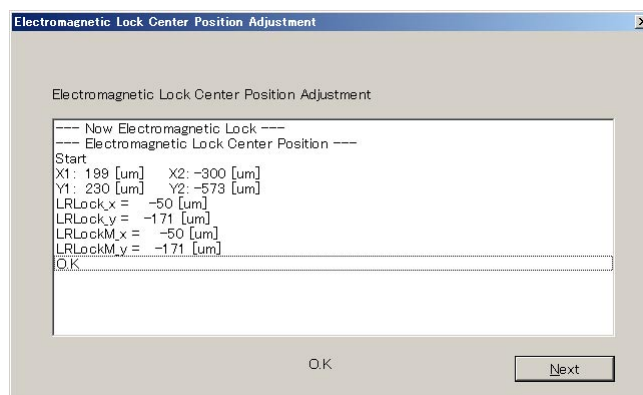 Electromagnetic Lock Center Position Adjustment
Electromagnetic Lock Center Position Adjustment
--- Now Electromagnetic Lock ---
--- Electromagnetic Lock Center Position ---
Start
X1: 199 [um] X2: -300 [um]
Y1: 230 [um] Y2: -573 [um]
LRLock_x = -50 [um]
LRLock_y = -171 [um]
LRLockM_x = -50 [um]
LRLockM_y = -171 [um]
O.K
O.K
Next